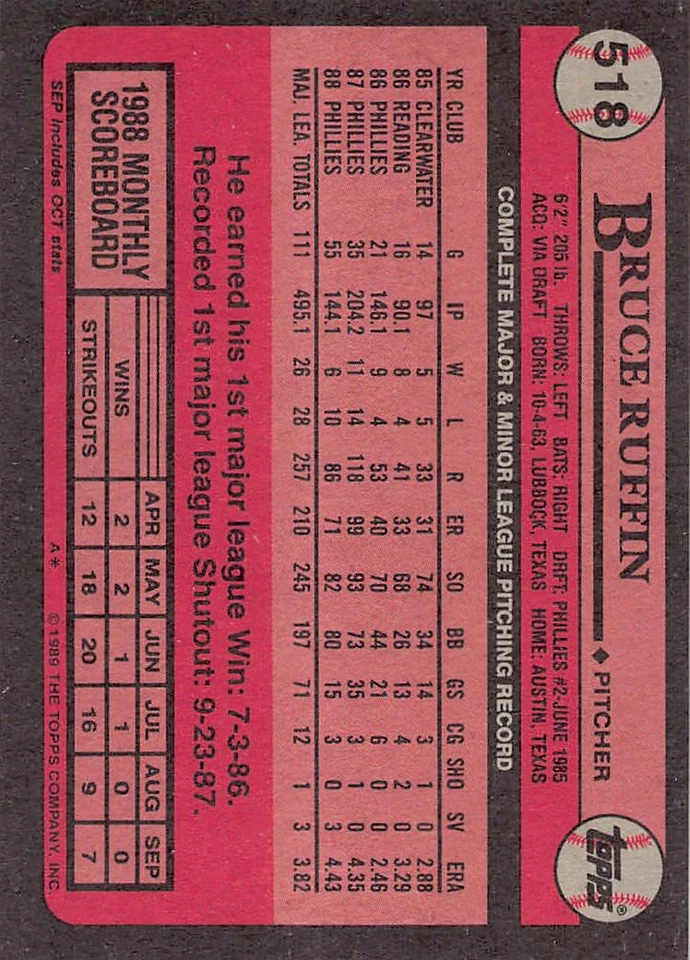 518
BRUCE RUFFIN ♦ PITCHER
TOPPS®
6'2" 205 lb. THROWS: LEFT BATS: RIGHT DRFT: PHILLIES #2-JUNE 1985
ACQ: VIA DRAFT BORN: 10-4-63, LUBBOCK, TEXAS HOME: AUSTIN, TEXAS
COMPLETE MAJOR & MINOR LEAGUE PITCHING RECORD
YR CLUB G IP W L R ER SO BB GS CG SHO SV ERA
85 CLEARWATER 14 97 5 5 33 31 74 34 14 3 1 0 2.88
86 READING 16 90.1 8 4 41 33 68 26 13 4 2 0 3.29
86 PHILLIES 21 146.1 9 4 53 40 70 44 21 6 0 0 2.46
87 PHILLIES 35 204.2 11 14 118 99 93 73 35 3 1 0 4.35
88 PHILLIES 55 144.1 6 10 86 71 82 80 15 3 0 3 4.43
MAJ. LEA. TOTALS 111 495.1 26 28 257 210 245 197 71 12 1 3 3.82
He earned his 1st major league Win: 7-3-86.
Recorded 1st major league Shutout: 9-23-87.
1988 MONTHLY
SCOREBOARD
APR MAY JUN JUL AUG SEP
WINS 2 2 1 1 0 0
STRIKEOUTS 12 18 20 16 9 7
SEP Includes OCT stats
A* © 1989 THE TOPPS COMPANY, INC.